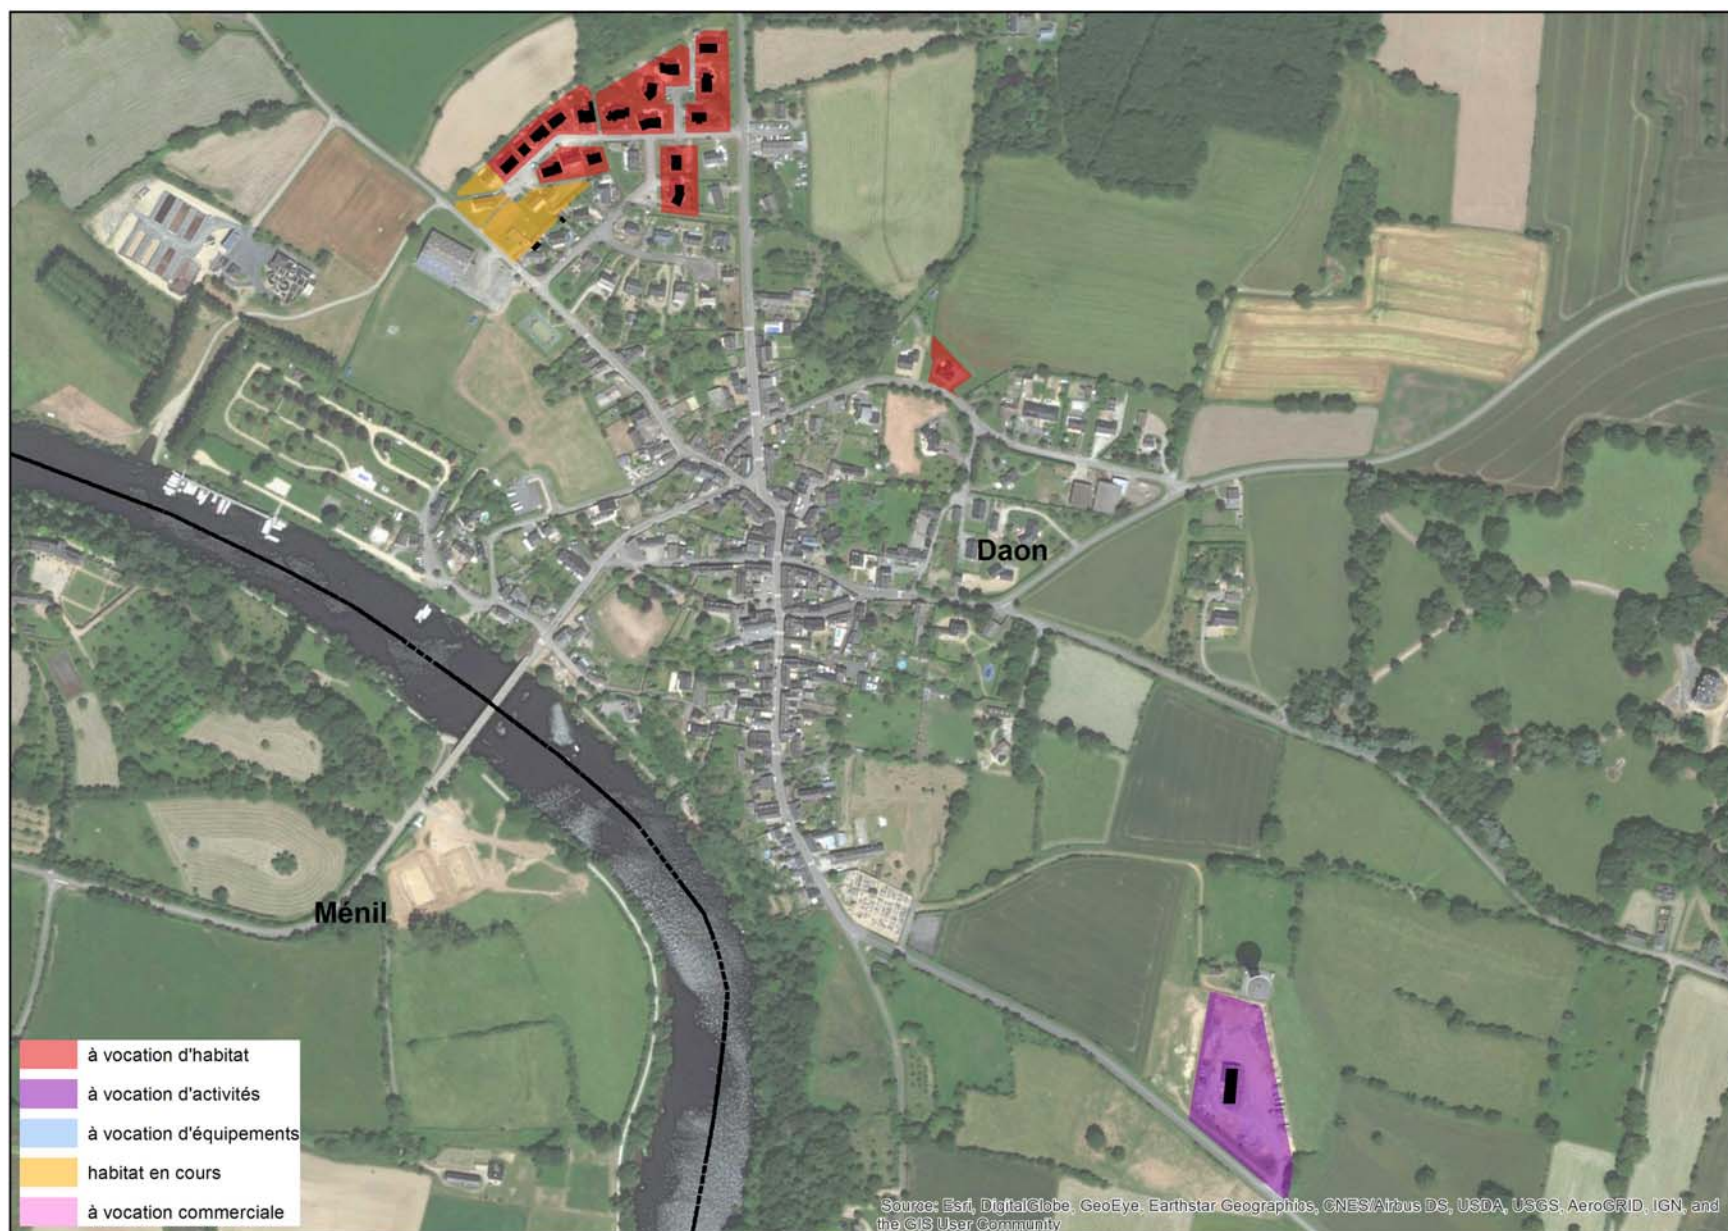 Daon
Ménil
à vocation d'habitat
à vocation d'activités
à vocation d'équipements
habitat en cours
à vocation commerciale
Source: Esri, DigitalGlobe, GeoEye, Earthstar Geographics, CNES/Airbus DS, USDA, USGS, AeroGRID, IGN, and
the GIS User Community